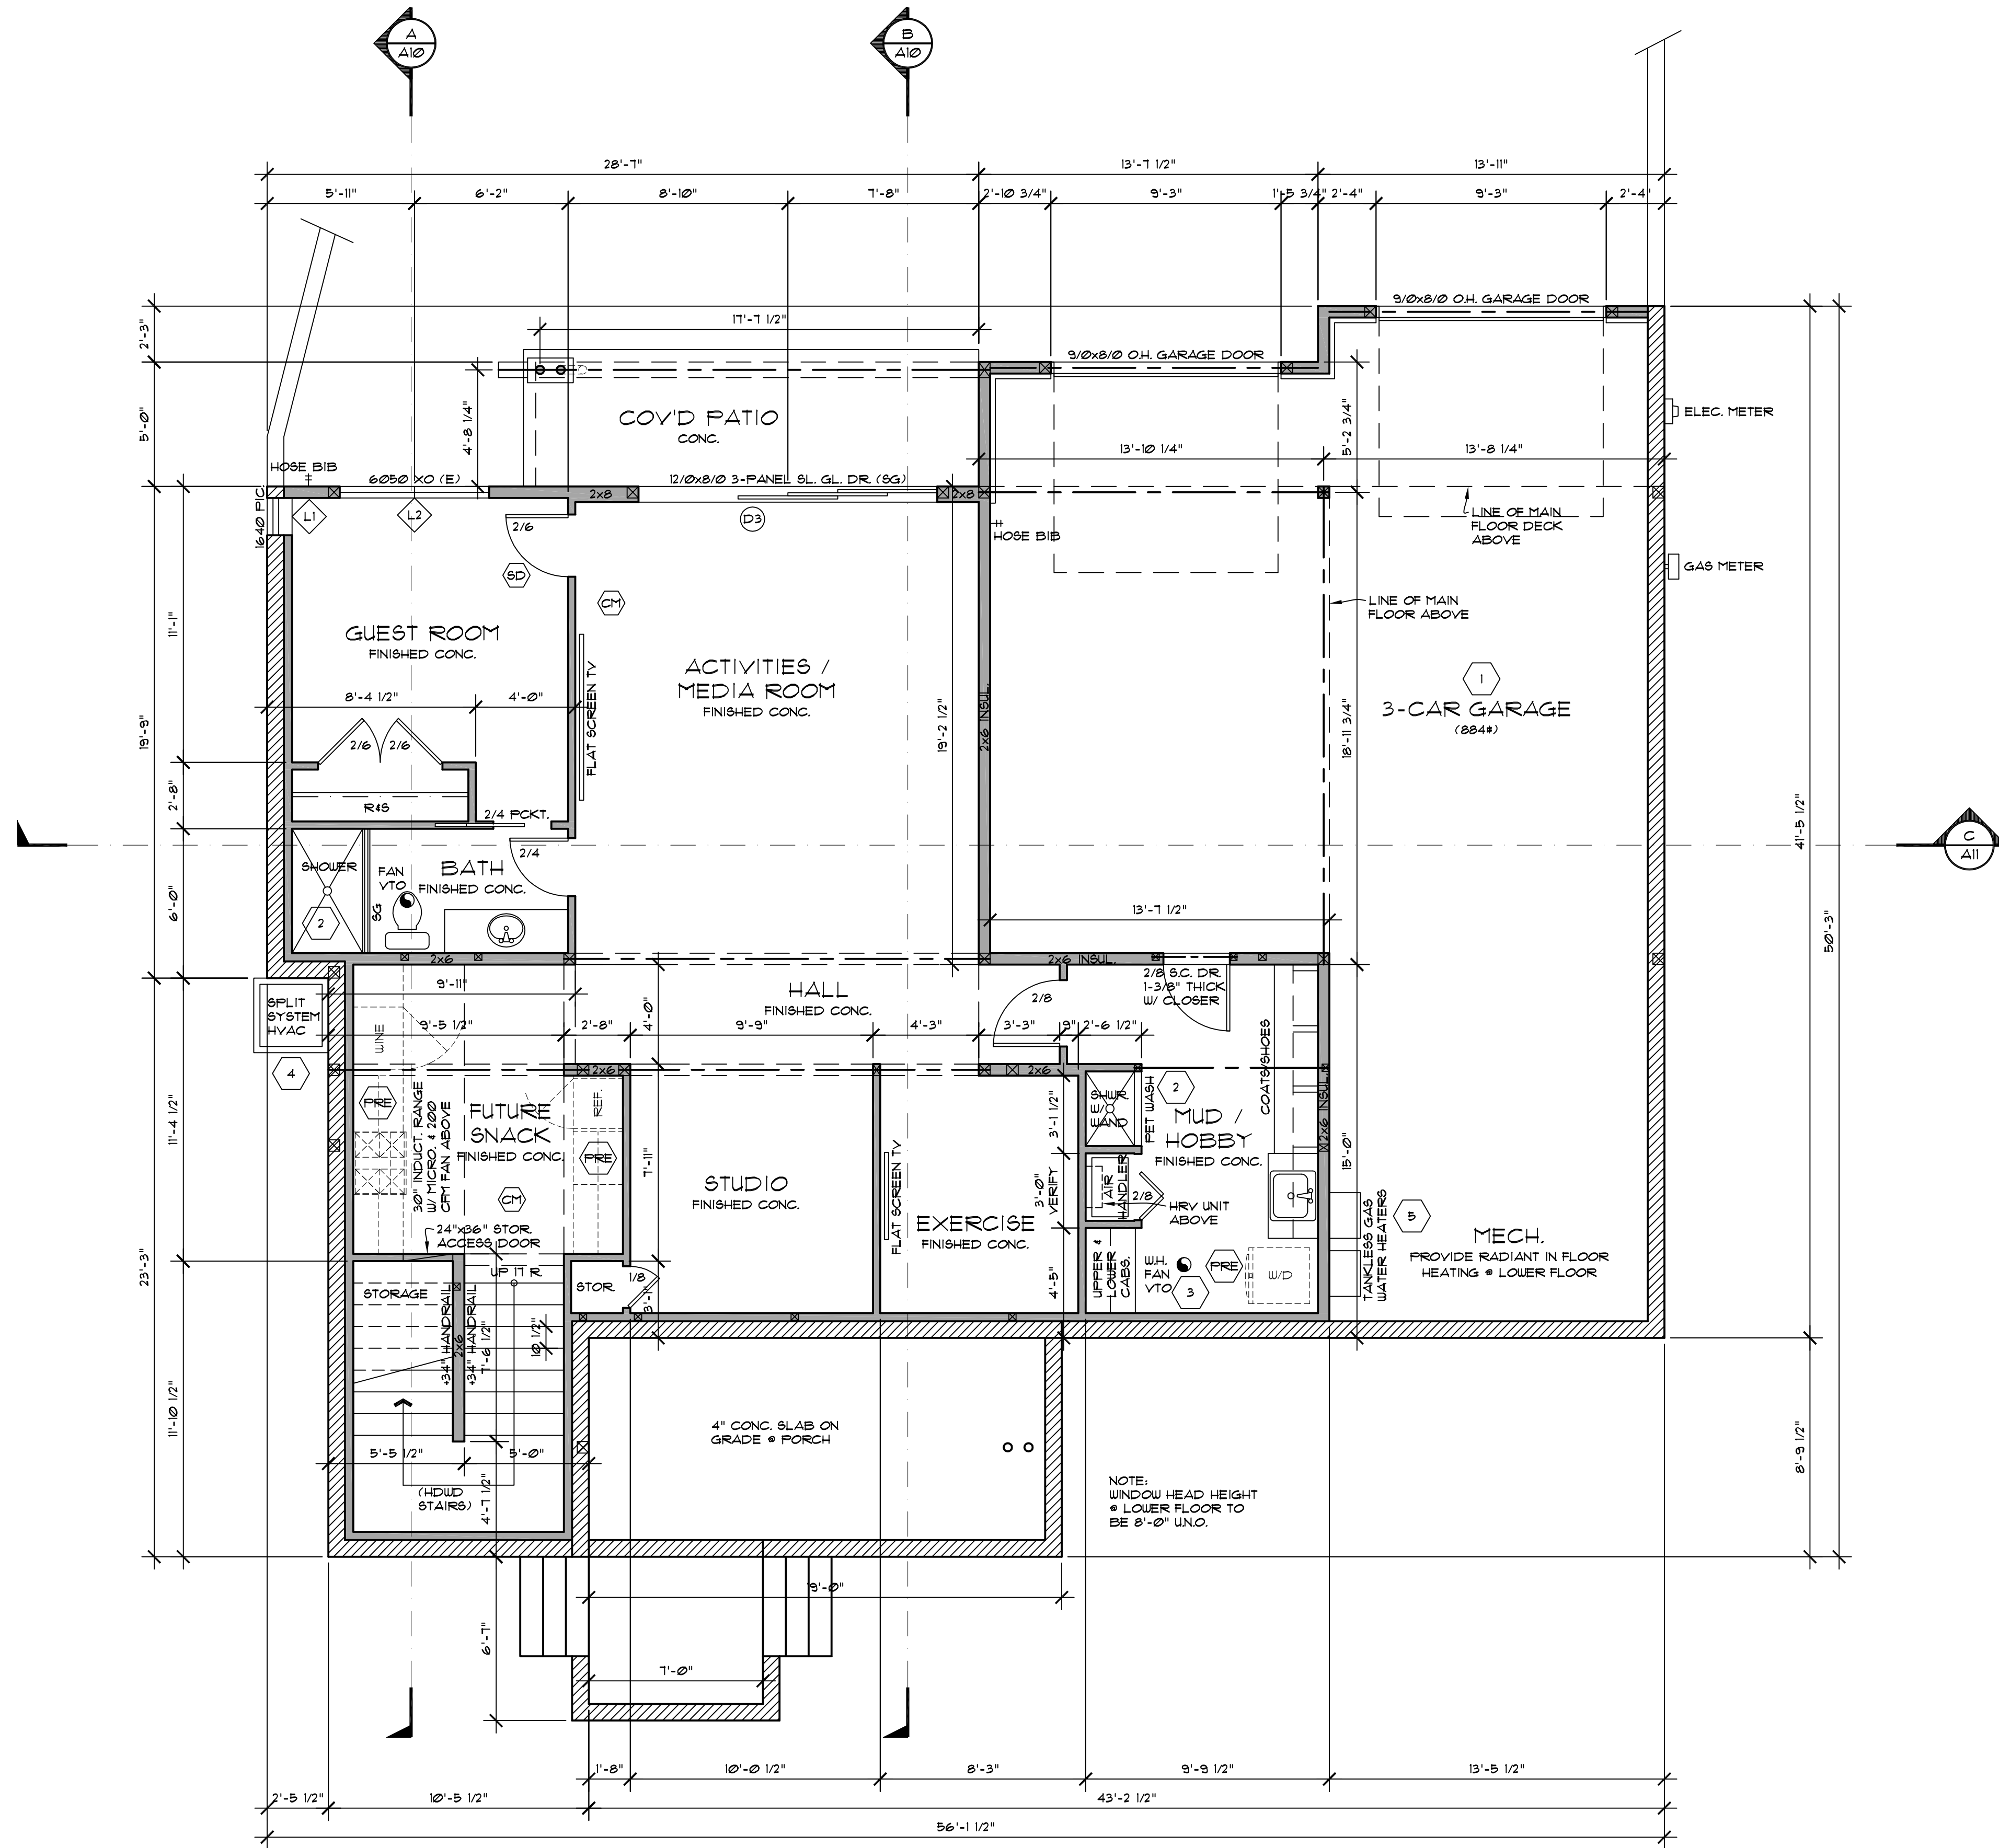 A
A10
B
A10
28'-7"
13'-7 1/2"
13'-11"
5'-11"
6'-2"
8'-10"
7'-8"
2'-10 3/4"
9'-3"
1'-5 3/4"
2'-4"
9'-3"
2'-4"
9/0x8/0 O.H. GARAGE DOOR
17'-7 1/2"
2'-3"
9/0x8/0 O.H. GARAGE DOOR
COV'D PATIO
CONC.
5'-0"
4'-8 1/4"
5'-2 3/4"
ELEC. METER
13'-10 1/4"
13'-8 1/4"
HOSE BIB
6050 XO (E)
12/0x8/0 3-PANEL SL. GL. DR. (SG)
2x8
2x8
1640 PIC.
L1
L2
D3
2/6
HOSE BIB
LINE OF MAIN
FLOOR DECK
ABOVE
SD
CM
GAS METER
LINE OF MAIN
FLOOR ABOVE
11'-1"
GUEST ROOM
FINISHED CONC.
ACTIVITIES /
MEDIA ROOM
FINISHED CONC.
FLAT SCREEN TV
1
3-CAR GARAGE
(884#)
8'-4 1/2"
4'-0"
19'-9"
19'-2 1/2"
2x6 INSUL.
18'-11 3/4"
2/6
2/6
2'-8"
R&S
2/4 PCKT.
41'-5 1/2"
C
A11
2/4
SHOWER
FAN
VTO
BATH
FINISHED CONC.
SG
2
6'-0"
13'-7 1/2"
50'-3"
2x6
2x6 INSUL.
9'-11"
HALL
FINISHED CONC.
2/8
2/8 S.C. DR.
1-3/8" THICK
W/ CLOSER
SPLIT
SYSTEM
HVAC
WINE
4'-0"
9'-5 1/2"
2'-8"
9'-9"
4'-3"
3'-3"
9"
2'-6 1/2"
COATS/SHOES
4
2x6
2x6
2x6 INSUL.
PRE
30" INDUCT. RANGE
W/ MICRO. & 200
CFM FAN ABOVE
FUTURE
SNACK
FINISHED CONC.
REF.
PRE
CM
11'-4 1/2"
7'-11"
3'-1 1/2"
SHWR.
W/
WAND
PET WASH
2
MUD /
HOBBY
FINISHED CONC.
15'-0"
STUDIO
FINISHED CONC.
FLAT SCREEN TV
EXERCISE
FINISHED CONC.
3'-0"
VERIFY
AIR
HANDLER
2/8
HRV UNIT
ABOVE
TANKLESS GAS
WATER HEATERS
5
MECH.
PROVIDE RADIANT IN FLOOR
HEATING @ LOWER FLOOR
24"x36" STOR.
ACCESS DOOR
23'-3"
UP 17 R.
STOR.
1/8
3'-1"
STORAGE
4'-5"
UPPER &
LOWER
CABS.
W.H.
FAN
VTO
3
PRE
W/D
+34" HANDRAIL
2x6
+34" HANDRAIL
7'-6 1/2"
10 1/2"
11'-10 1/2"
5'-5 1/2"
5'-0"
4'-7 1/2"
(HDWD
STAIRS)
4" CONC. SLAB ON
GRADE @ PORCH
NOTE:
WINDOW HEAD HEIGHT
@ LOWER FLOOR TO
BE 8'-0" U.N.O.
8'-9 1/2"
19'-0"
6'-7"
7'-0"
1'-8"
10'-0 1/2"
8'-3"
9'-9 1/2"
13'-5 1/2"
2'-5 1/2"
10'-5 1/2"
43'-2 1/2"
56'-1 1/2"